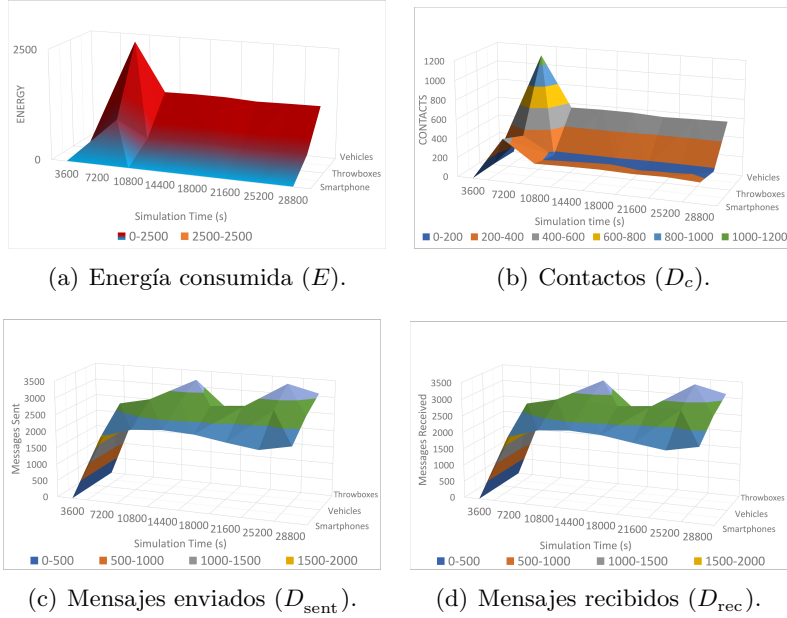 2500
0
ENERGY
3600 7200 10800 14400 18000 21600 25200 28800
Vehicles
Throwboxes
Smartphone
Simulation Time (s)
0-2500 2500-2500
(a) Energía consumida (E).
1200
1000
800
600
400
200
0
CONTACTS
3600 7200 10800 14400 18000 21600 25200 28800
Vehicles
Throwboxes
Smartphones
Simulation time (s)
0-200 200-400 400-600 600-800 800-1000 1000-1200
(b) Contactos (D_c).
3500
3000
2500
2000
1500
1000
500
0
Messages Sent
3600 7200 10800 14400 18000 21600 25200 28800
Throwboxes
Vehicles
Smartphones
Simulation Time (s)
0-500 500-1000 1000-1500 1500-2000
(c) Mensajes enviados (D_sent).
3500
3000
2500
2000
1500
1000
500
0
Messages Received
3600 7200 10800 14400 18000 21600 25200 28800
Throwboxes
Vehicles
Smartphones
Simulation Time (s)
0-500 500-1000 1000-1500 1500-2000
(d) Mensajes recibidos (D_rec).